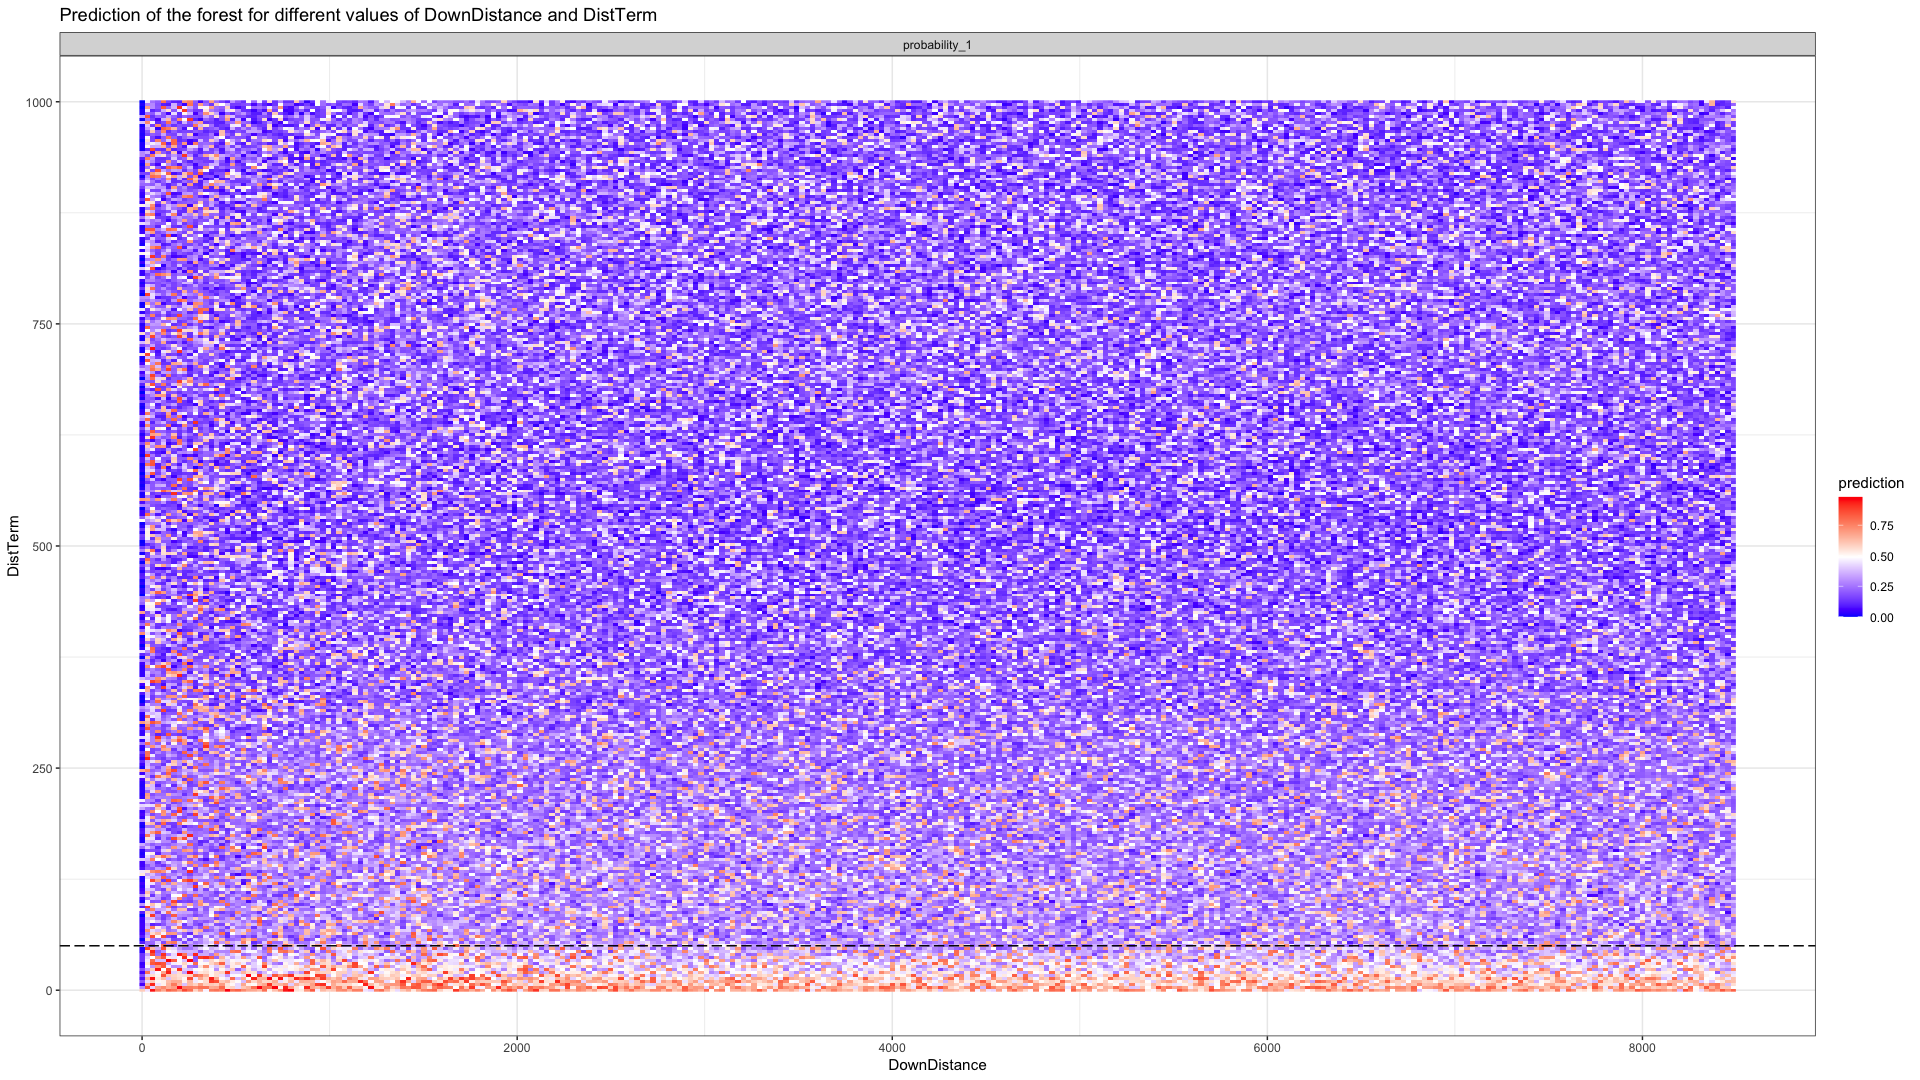 Prediction of the forest for different values of DownDistance and DistTerm
probability_1
1000
750
500
250
0
DistTerm
0
2000
4000
6000
8000
DownDistance
prediction
0.75
0.50
0.25
0.00